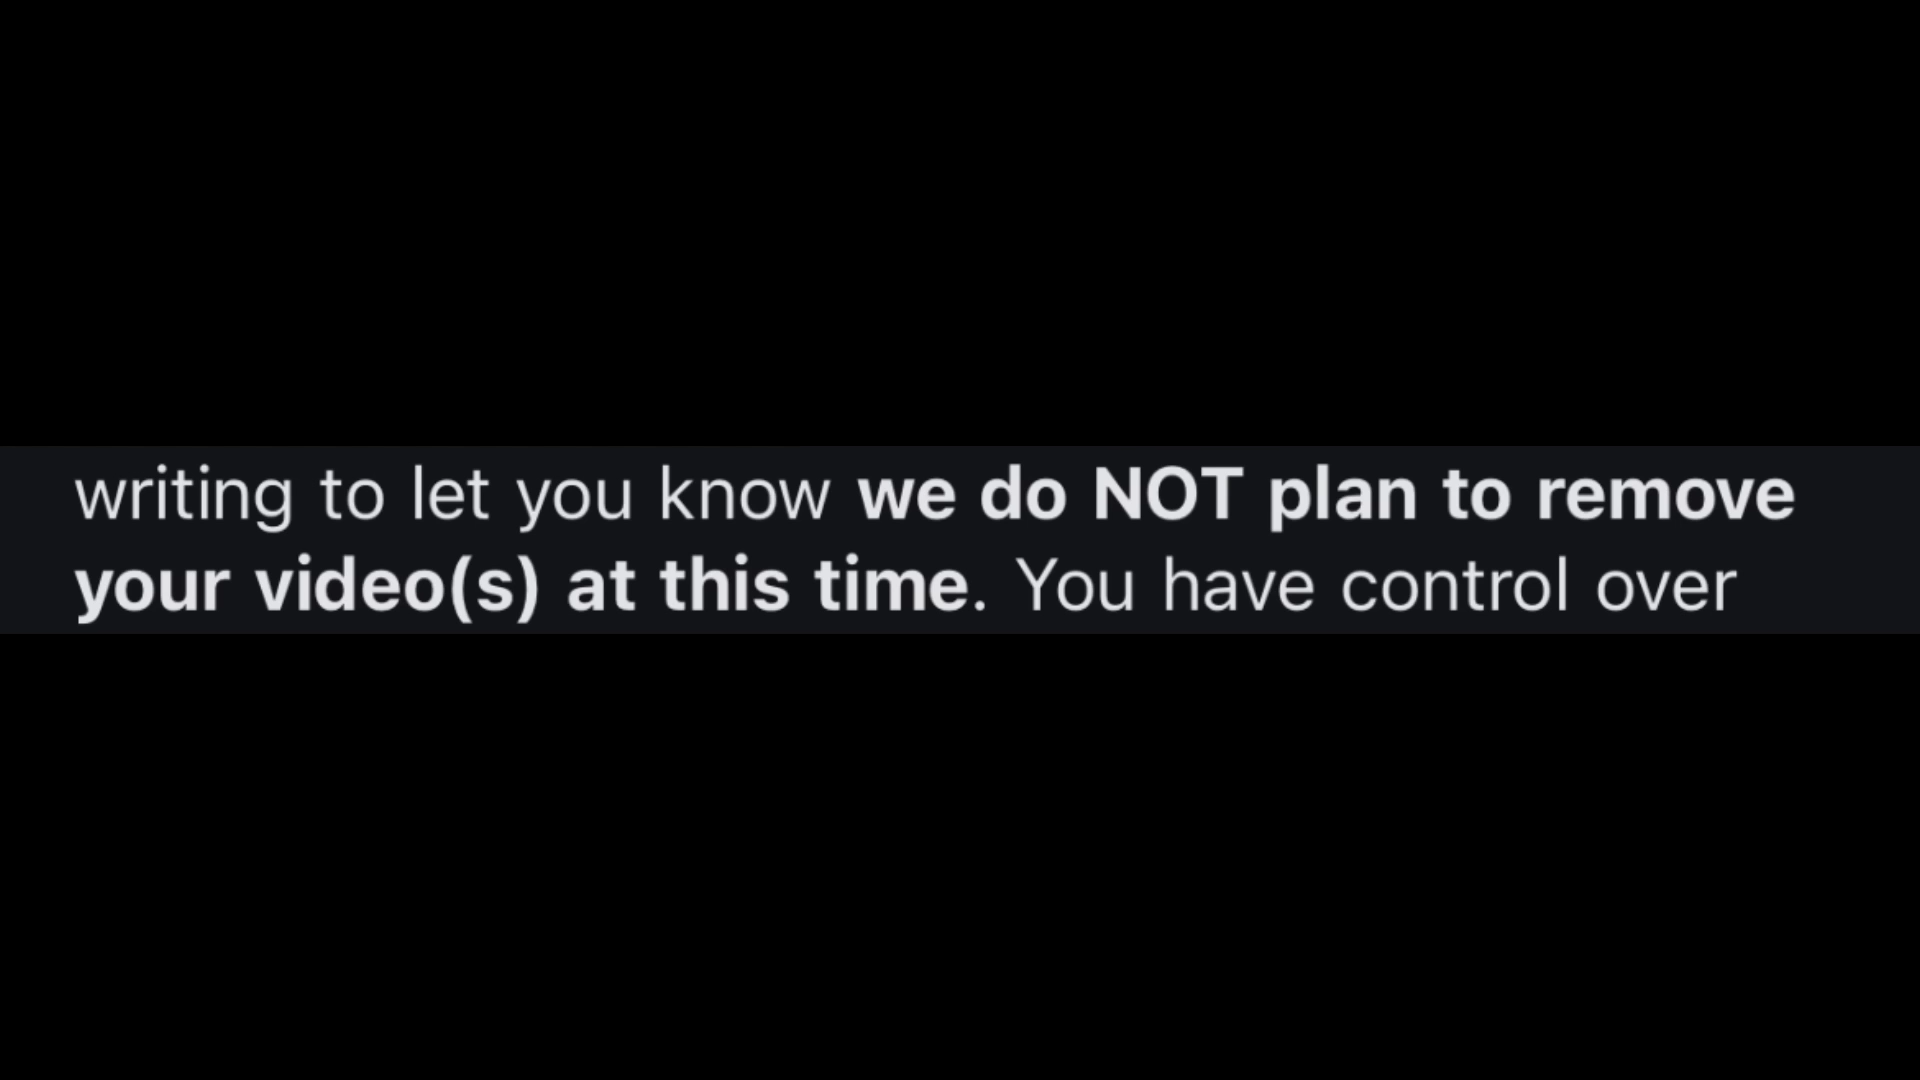 writing to let you know we do NOT plan to remove
your video(s) at this time. You have control over